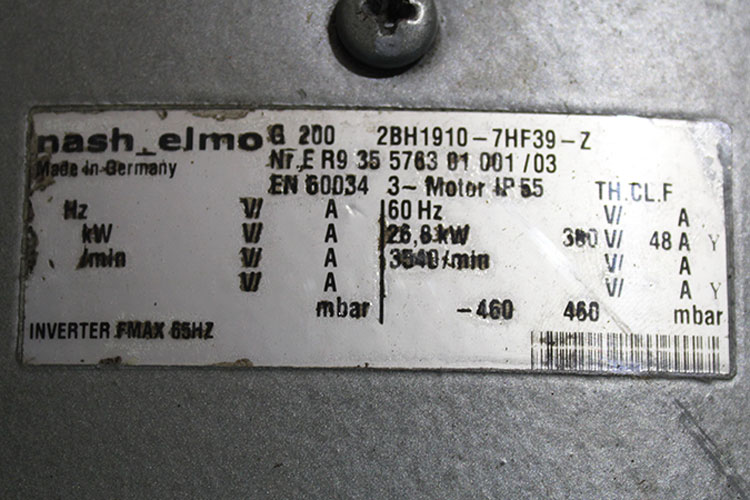 nash_elmo G 200 2BH1910-7HF39-Z
Made in Germany Nr.E R9 35 5763 01 001 /03
EN 60034 3~ Motor IP 55 TH.CL.F
Hz V/ A 60 Hz V/ A
kW V/ A 26,8 kW 380 V/ 48 A Y
/min V/ A 3540 /min V/ A
V/ A V/ A Y
mbar -460 460 mbar
INVERTER FMAX 65HZ